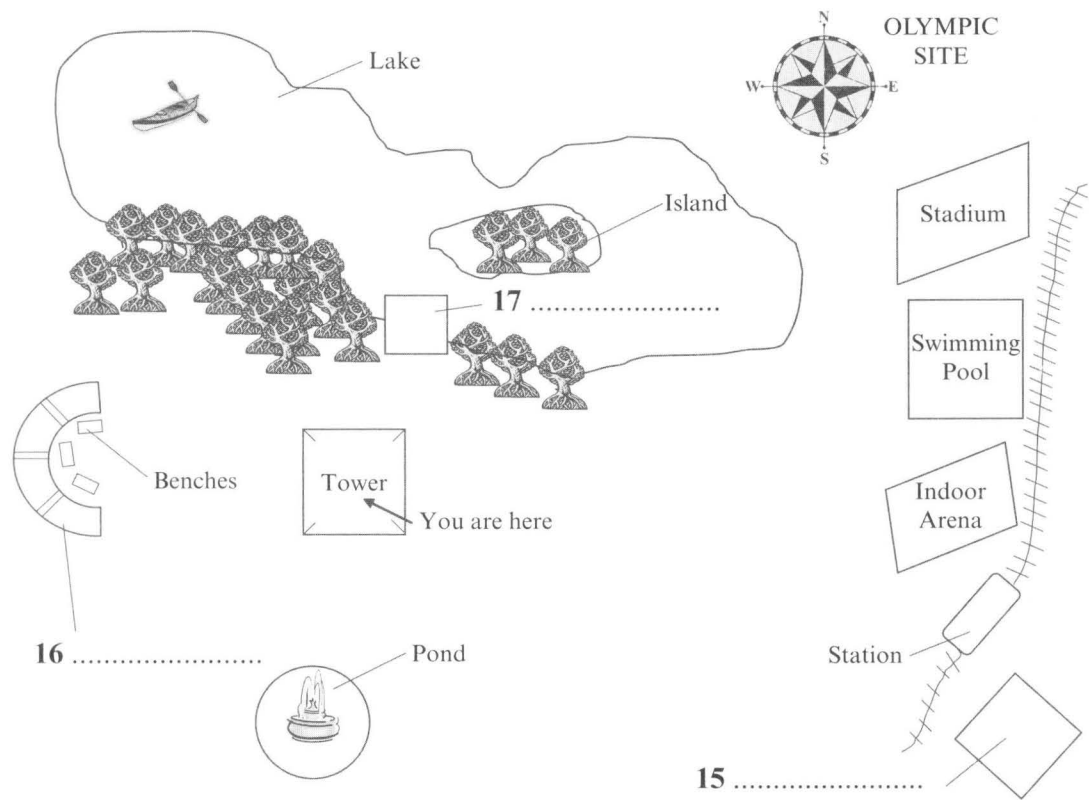 N
OLYMPIC
SITE
W
E
S
Lake
Island
Stadium
17 ........................
Swimming
Pool
Benches
Tower
You are here
Indoor
Arena
16 ........................
Pond
Station
15 ........................